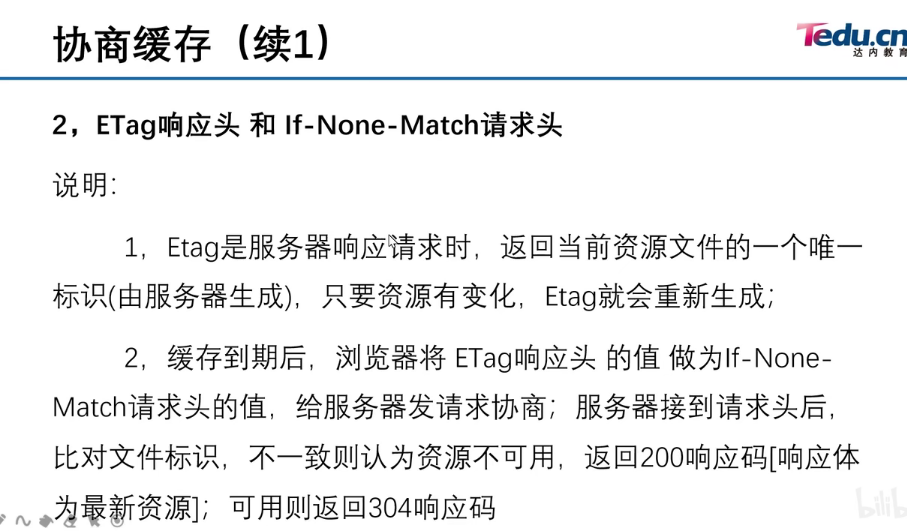 协商缓存（续1）
Tedu.cn
达内教育
2，ETag响应头 和 If-None-Match请求头
说明：
1，Etag是服务器响应请求时，返回当前资源文件的一个唯一
标识(由服务器生成)，只要资源有变化，Etag就会重新生成；
2，缓存到期后，浏览器将 ETag响应头 的值 做为If-None-
Match请求头的值，给服务器发请求协商；服务器接到请求头后，
比对文件标识，不一致则认为资源不可用，返回200响应码[响应体
为最新资源]；可用则返回304响应码
bilib